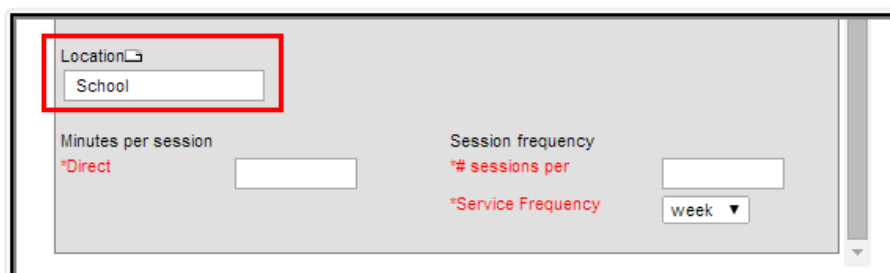 Location
School
Minutes per session
Session frequency
*Direct
*# sessions per
*Service Frequency
week